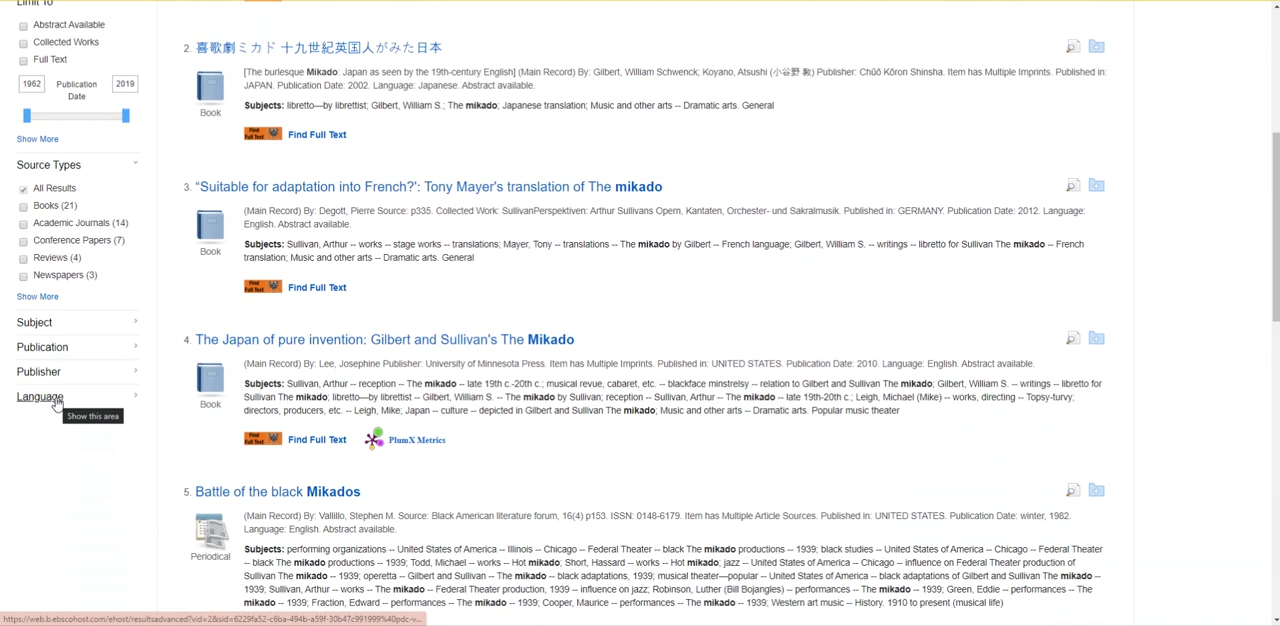 Limit To
Abstract Available
Collected Works
Full Text
1962 Publication Date 2019
Show More
Source Types
All Results
Books (21)
Academic Journals (14)
Conference Papers (7)
Reviews (4)
Newspapers (3)
Show More
Subject
Publication
Publisher
Language
Show this area
2. 喜歌劇ミカド 十九世紀英国人がみた日本
[The burlesque Mikado: Japan as seen by the 19th-century English] (Main Record) By: Gilbert, William Schwenck; Koyano, Atsushi (小谷野 敦) Publisher: Chūō Kōron Shinsha. Item has Multiple Imprints. Published in:
JAPAN. Publication Date: 2002. Language: Japanese. Abstract available.
Book
Subjects: libretto—by librettist; Gilbert, William S.; The mikado; Japanese translation; Music and other arts -- Dramatic arts. General
Find Full Text Find Full Text
3. “Suitable for adaptation into French?': Tony Mayer's translation of The mikado
(Main Record) By: Degott, Pierre Source: p335. Collected Work: SullivanPerspektiven: Arthur Sullivans Opern, Kantaten, Orchester- und Sakralmusik. Published in: GERMANY. Publication Date: 2012. Language:
English. Abstract available.
Book
Subjects: Sullivan, Arthur -- works -- stage works -- translations; Mayer, Tony -- translations -- The mikado by Gilbert -- French language; Gilbert, William S. -- writings -- libretto for Sullivan The mikado -- French
translation; Music and other arts -- Dramatic arts. General
Find Full Text Find Full Text
4. The Japan of pure invention: Gilbert and Sullivan's The Mikado
(Main Record) By: Lee, Josephine Publisher: University of Minnesota Press. Item has Multiple Imprints. Published in: UNITED STATES. Publication Date: 2010. Language: English. Abstract available.
Book
Subjects: Sullivan, Arthur -- reception -- The mikado -- late 19th c.-20th c.; musical revue, cabaret, etc. -- blackface minstrelsy -- relation to Gilbert and Sullivan The mikado; Gilbert, William S. -- writings -- libretto for
Sullivan The mikado; libretto—by librettist -- Gilbert, William S. -- The mikado by Sullivan; reception -- Sullivan, Arthur -- The mikado -- late 19th-20th c.; Leigh, Michael (Mike) -- works, directing -- Topsy-turvy;
directors, producers, etc. -- Leigh, Mike; Japan -- culture -- depicted in Gilbert and Sullivan The mikado; Music and other arts -- Dramatic arts. Popular music theater
Find Full Text Find Full Text PlumX Metrics
5. Battle of the black Mikados
(Main Record) By: Vallillo, Stephen M. Source: Black American literature forum, 16(4) p153. ISSN: 0148-6179. Item has Multiple Article Sources. Published in: UNITED STATES. Publication Date: winter, 1982.
Language: English. Abstract available.
Periodical
Subjects: performing organizations -- United States of America -- Illinois -- Chicago -- Federal Theater -- black The mikado productions -- 1939; black studies -- United States of America -- Chicago -- Federal Theater
-- black The mikado productions -- 1939; Todd, Michael -- works -- Hot mikado; Short, Hassard -- works -- Hot mikado; jazz -- United States of America -- Chicago -- influence on Federal Theater production of
Sullivan The mikado -- 1939; operetta -- Gilbert and Sullivan -- The mikado -- black adaptations, 1939; musical theater—popular -- United States of America -- black adaptations of Gilbert and Sullivan The mikado --
1939; Sullivan, Arthur -- works -- The mikado -- Federal Theater production, 1939 -- influence on jazz; Robinson, Luther (Bill Bojangles) -- performances -- The mikado -- 1939; Green, Eddie -- performances -- The
mikado -- 1939; Fraction, Edward -- performances -- The mikado -- 1939; Cooper, Maurice -- performances -- The mikado -- 1939; Western art music -- History. 1910 to present (musical life)
https://web.b.ebscohost.com/ehost/resultsadvanced?vid=2&sid=6229fa52-c6ba-494b-a59f-30b47c991999%40pdc-v...